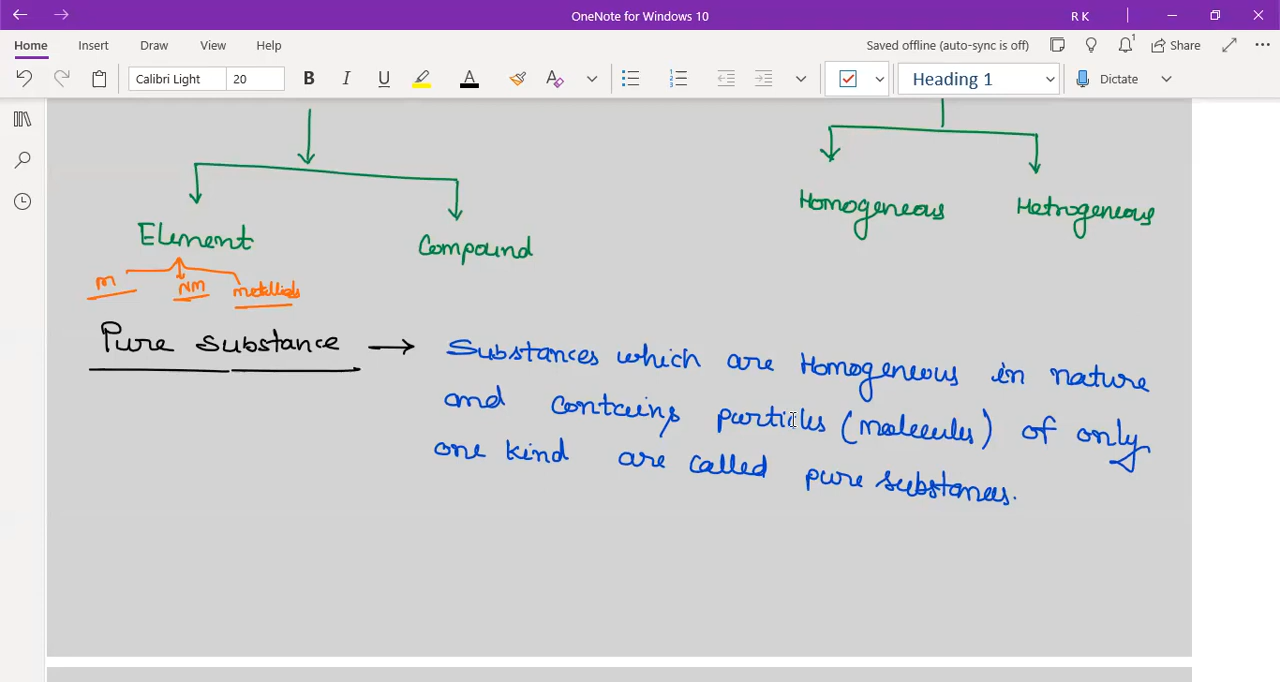 OneNote for Windows 10
R K
Home Insert Draw View Help
Saved offline (auto-sync is off)
Share
Calibri Light 20 B I U A Heading 1 Dictate
Element
Compound
Homogeneous
Hetrogeneous
M NM metalloids
Pure substance → Substances which are Homogeneous in nature
and contains particles (molecules) of only
one kind are called pure substances.